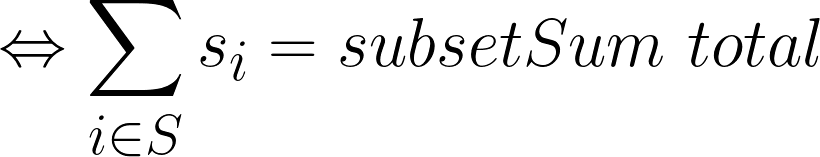 ⇔ ∑_{i∈S} s_i = subsetSum total